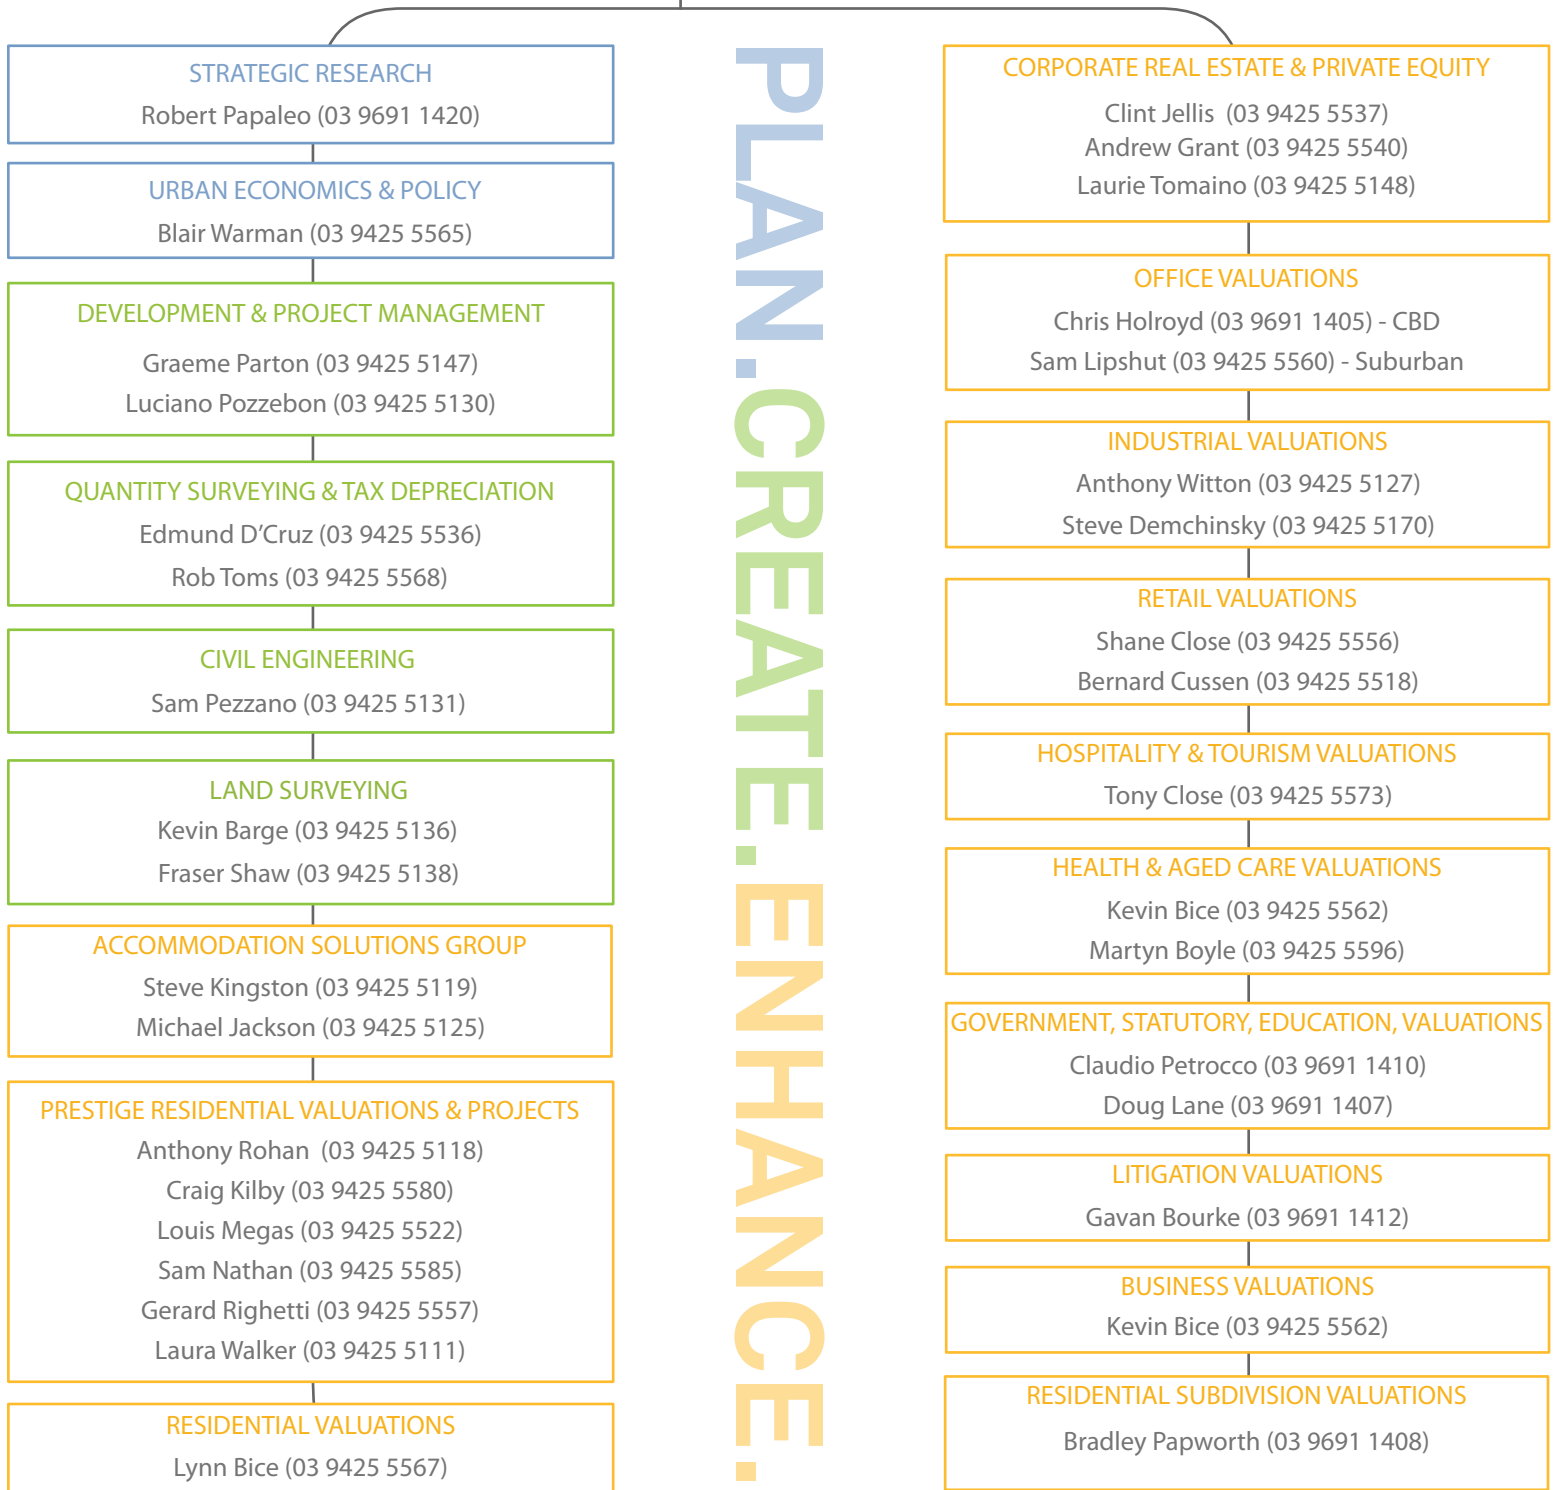 STRATEGIC RESEARCH
Robert Papaleo (03 9691 1420)
URBAN ECONOMICS & POLICY
Blair Warman (03 9425 5565)
DEVELOPMENT & PROJECT MANAGEMENT
Graeme Parton (03 9425 5147)
Luciano Pozzebon (03 9425 5130)
QUANTITY SURVEYING & TAX DEPRECIATION
Edmund D’Cruz (03 9425 5536)
Rob Toms (03 9425 5568)
CIVIL ENGINEERING
Sam Pezzano (03 9425 5131)
LAND SURVEYING
Kevin Barge (03 9425 5136)
Fraser Shaw (03 9425 5138)
ACCOMMODATION SOLUTIONS GROUP
Steve Kingston (03 9425 5119)
Michael Jackson (03 9425 5125)
PRESTIGE RESIDENTIAL VALUATIONS & PROJECTS
Anthony Rohan (03 9425 5118)
Craig Kilby (03 9425 5580)
Louis Megas (03 9425 5522)
Sam Nathan (03 9425 5585)
Gerard Righetti (03 9425 5557)
Laura Walker (03 9425 5111)
RESIDENTIAL VALUATIONS
Lynn Bice (03 9425 5567)
PLAN.CREATE.ENHANCE.
CORPORATE REAL ESTATE & PRIVATE EQUITY
Clint Jellis (03 9425 5537)
Andrew Grant (03 9425 5540)
Laurie Tomaino (03 9425 5148)
OFFICE VALUATIONS
Chris Holroyd (03 9691 1405) - CBD
Sam Lipshut (03 9425 5560) - Suburban
INDUSTRIAL VALUATIONS
Anthony Witton (03 9425 5127)
Steve Demchinsky (03 9425 5170)
RETAIL VALUATIONS
Shane Close (03 9425 5556)
Bernard Cussen (03 9425 5518)
HOSPITALITY & TOURISM VALUATIONS
Tony Close (03 9425 5573)
HEALTH & AGED CARE VALUATIONS
Kevin Bice (03 9425 5562)
Martyn Boyle (03 9425 5596)
GOVERNMENT, STATUTORY, EDUCATION, VALUATIONS
Claudio Petrocco (03 9691 1410)
Doug Lane (03 9691 1407)
LITIGATION VALUATIONS
Gavan Bourke (03 9691 1412)
BUSINESS VALUATIONS
Kevin Bice (03 9425 5562)
RESIDENTIAL SUBDIVISION VALUATIONS
Bradley Papworth (03 9691 1408)